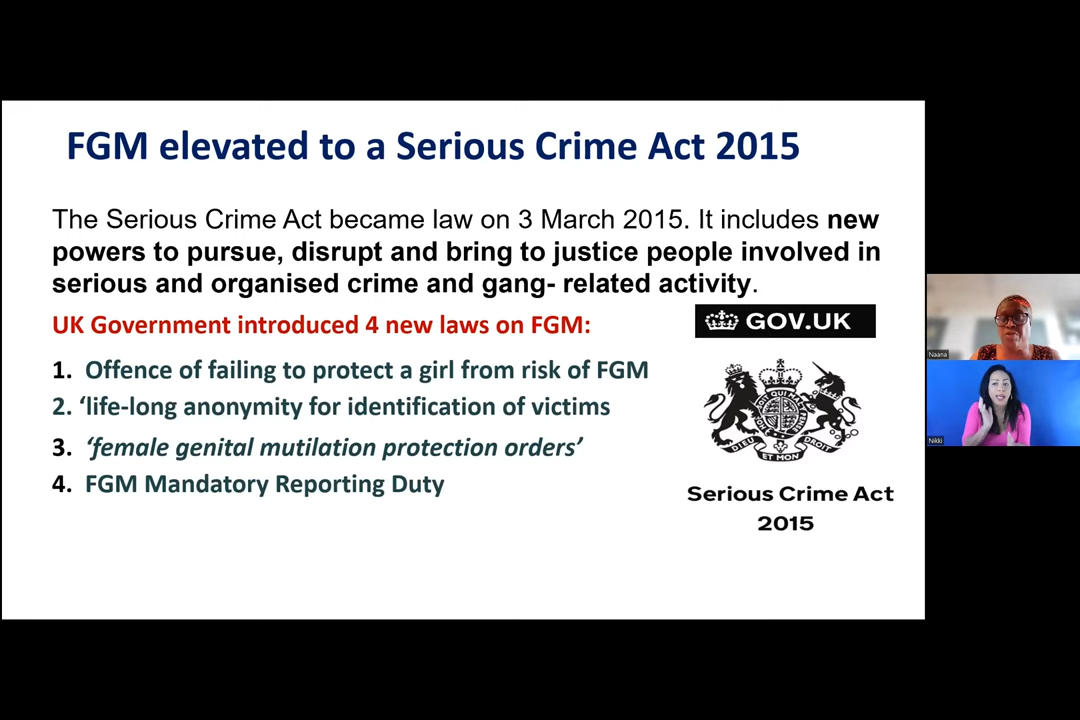 FGM elevated to a Serious Crime Act 2015
The Serious Crime Act became law on 3 March 2015. It includes new
powers to pursue, disrupt and bring to justice people involved in
serious and organised crime and gang- related activity.
UK Government introduced 4 new laws on FGM:
GOV.UK
1. Offence of failing to protect a girl from risk of FGM
2. ‘life-long anonymity for identification of victims
3. ‘female genital mutilation protection orders’
4. FGM Mandatory Reporting Duty
DIEU ET MON DROIT
Serious Crime Act
2015
Naana
Nikki